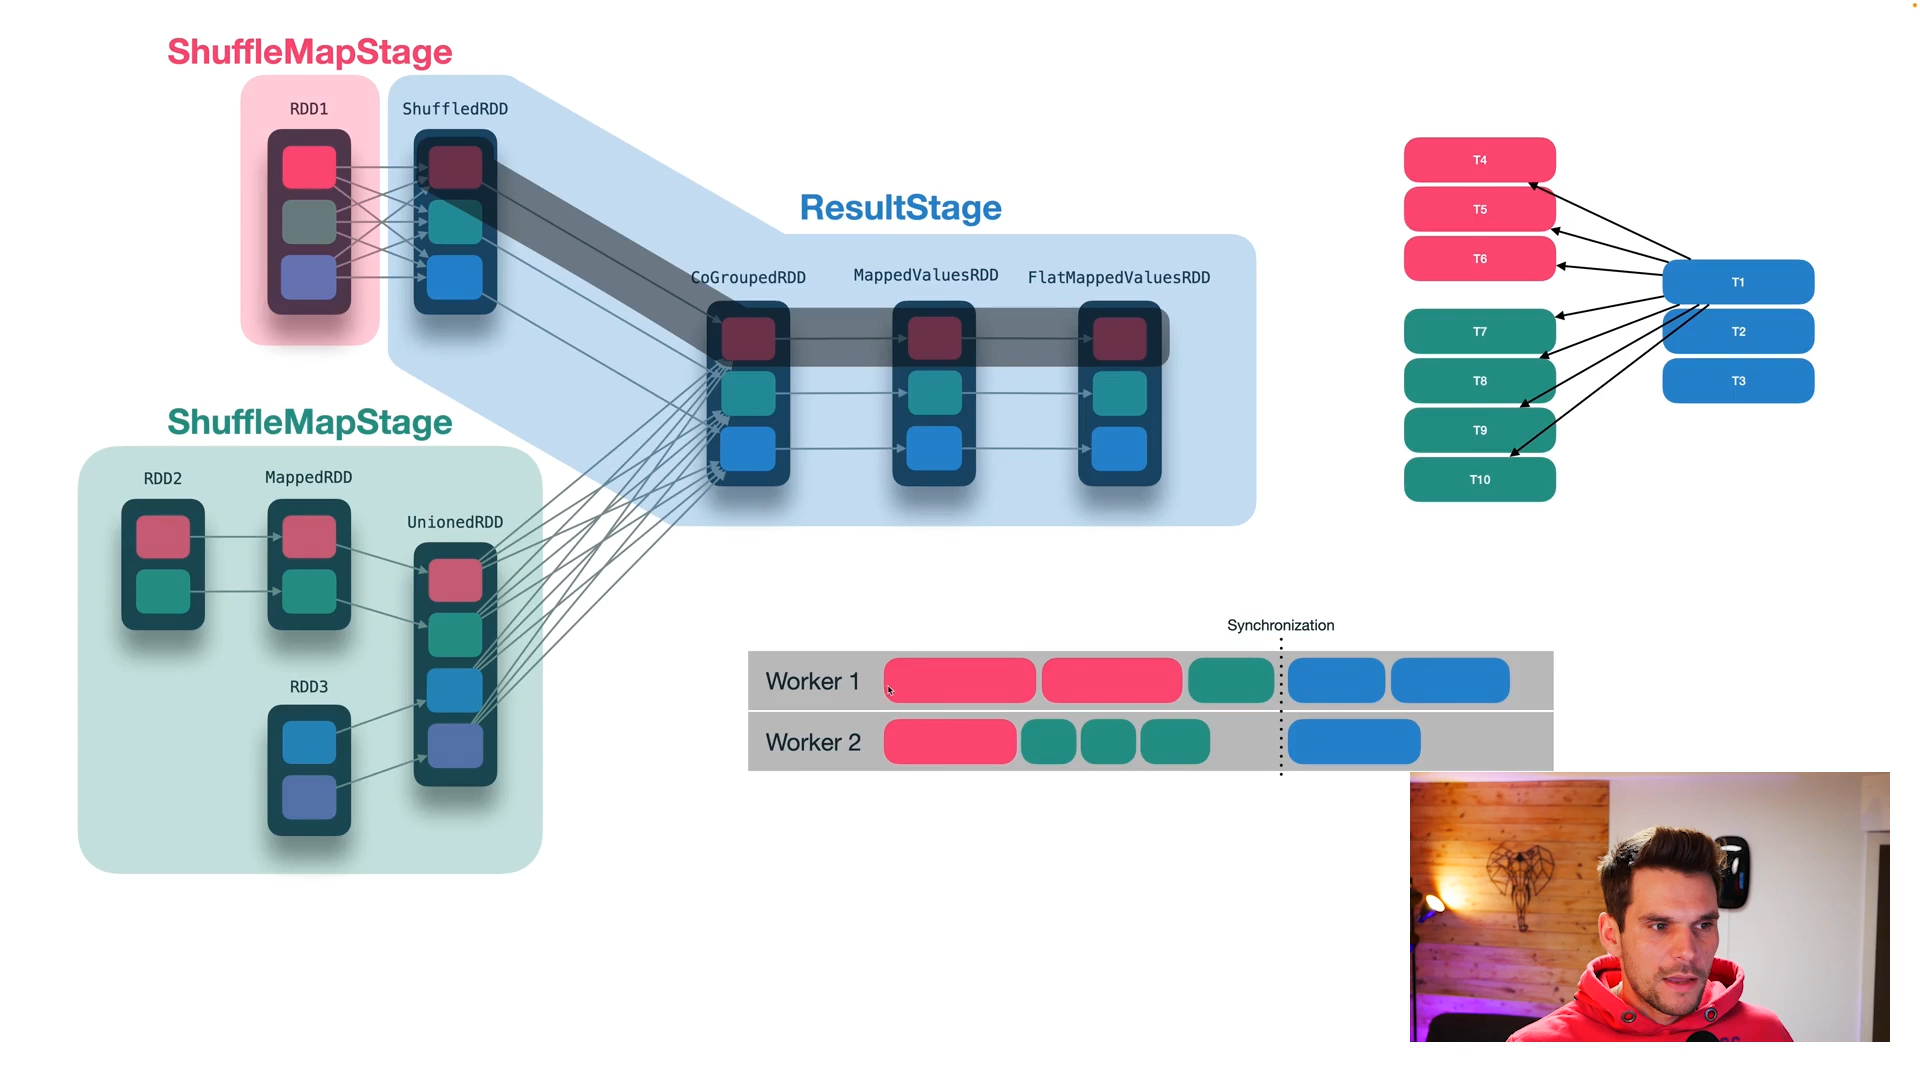 ShuffleMapStage
RDD1
ShuffledRDD
ResultStage
CoGroupedRDD
MappedValuesRDD
FlatMappedValuesRDD
T4
T5
T6
T7
T8
T9
T10
T1
T2
T3
ShuffleMapStage
RDD2
MappedRDD
UnionedRDD
RDD3
Synchronization
Worker 1
Worker 2